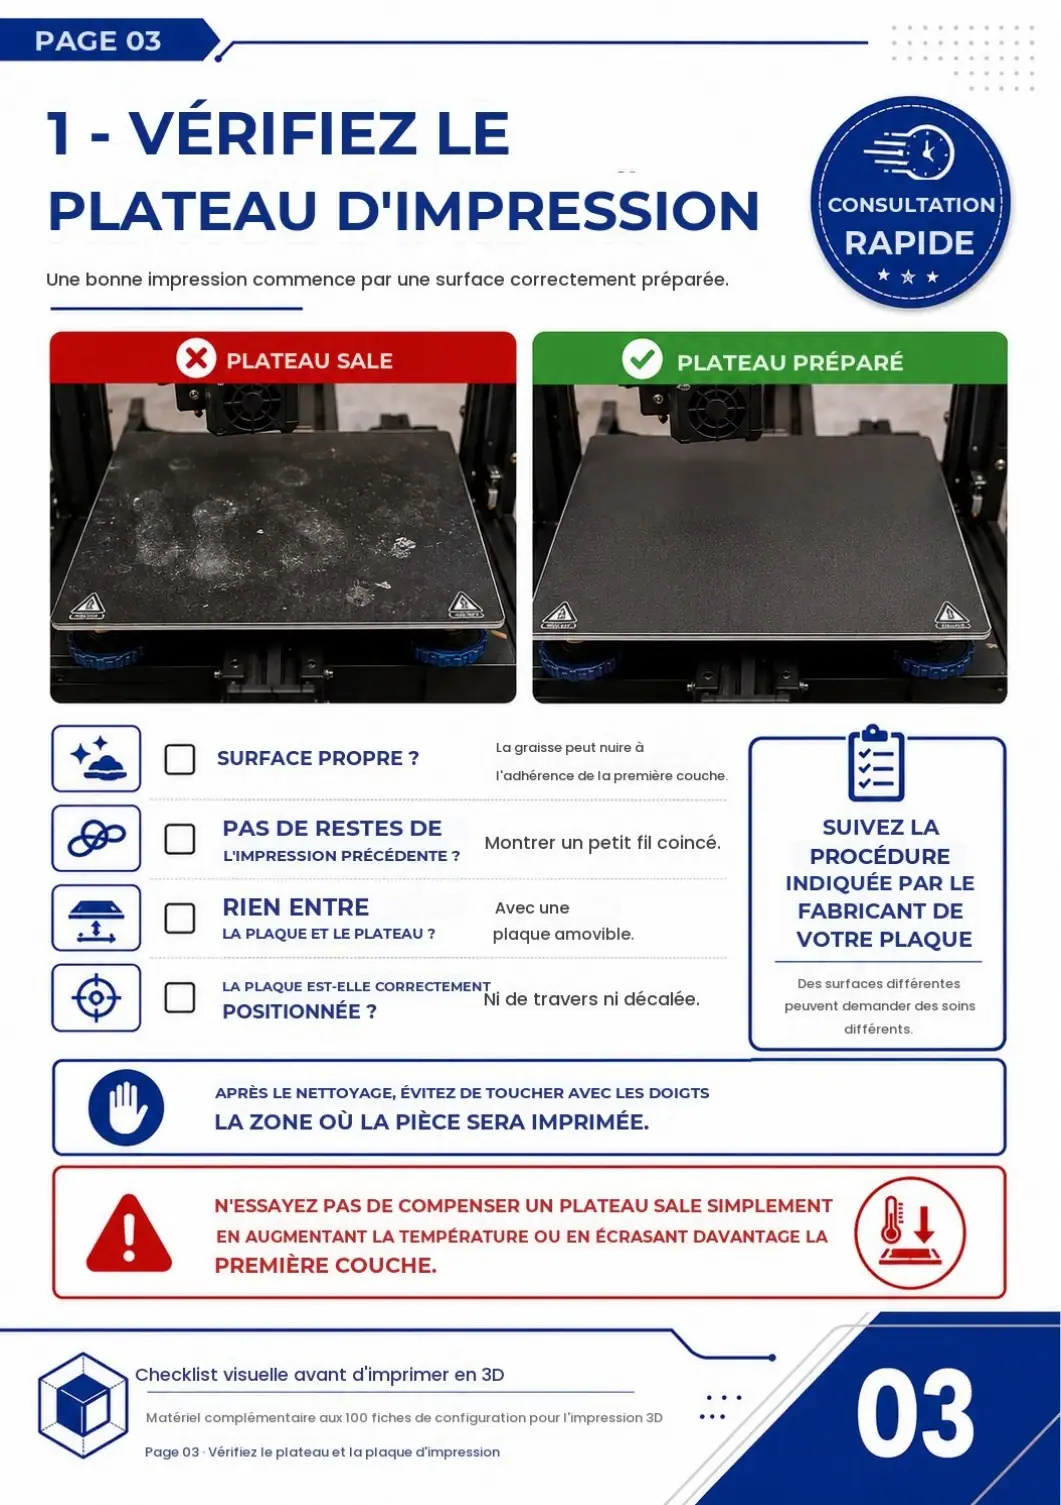 PAGE 03
1 - VÉRIFIEZ LE
PLATEAU D'IMPRESSION
Une bonne impression commence par une surface correctement préparée.
CONSULTATION
RAPIDE
PLATEAU SALE
PLATEAU PRÉPARÉ
SURFACE PROPRE ?
La graisse peut nuire à
l'adhérence de la première couche.
PAS DE RESTES DE
L'IMPRESSION PRÉCÉDENTE ?
Montrer un petit fil coincé.
RIEN ENTRE
LA PLAQUE ET LE PLATEAU ?
Avec une
plaque amovible.
LA PLAQUE EST-ELLE CORRECTEMENT
POSITIONNÉE ?
Ni de travers ni décalée.
SUIVEZ LA
PROCÉDURE
INDIQUÉE PAR LE
FABRICANT DE
VOTRE PLAQUE
Des surfaces différentes
peuvent demander des soins
différents.
APRÈS LE NETTOYAGE, ÉVITEZ DE TOUCHER AVEC LES DOIGTS
LA ZONE OÙ LA PIÈCE SERA IMPRIMÉE.
N'ESSAYEZ PAS DE COMPENSER UN PLATEAU SALE SIMPLEMENT
EN AUGMENTANT LA TEMPÉRATURE OU EN ÉCRASANT DAVANTAGE LA
PREMIÈRE COUCHE.
Checklist visuelle avant d'imprimer en 3D
Matériel complémentaire aux 100 fiches de configuration pour l'impression 3D
Page 03 · Vérifiez le plateau et la plaque d'impression
03